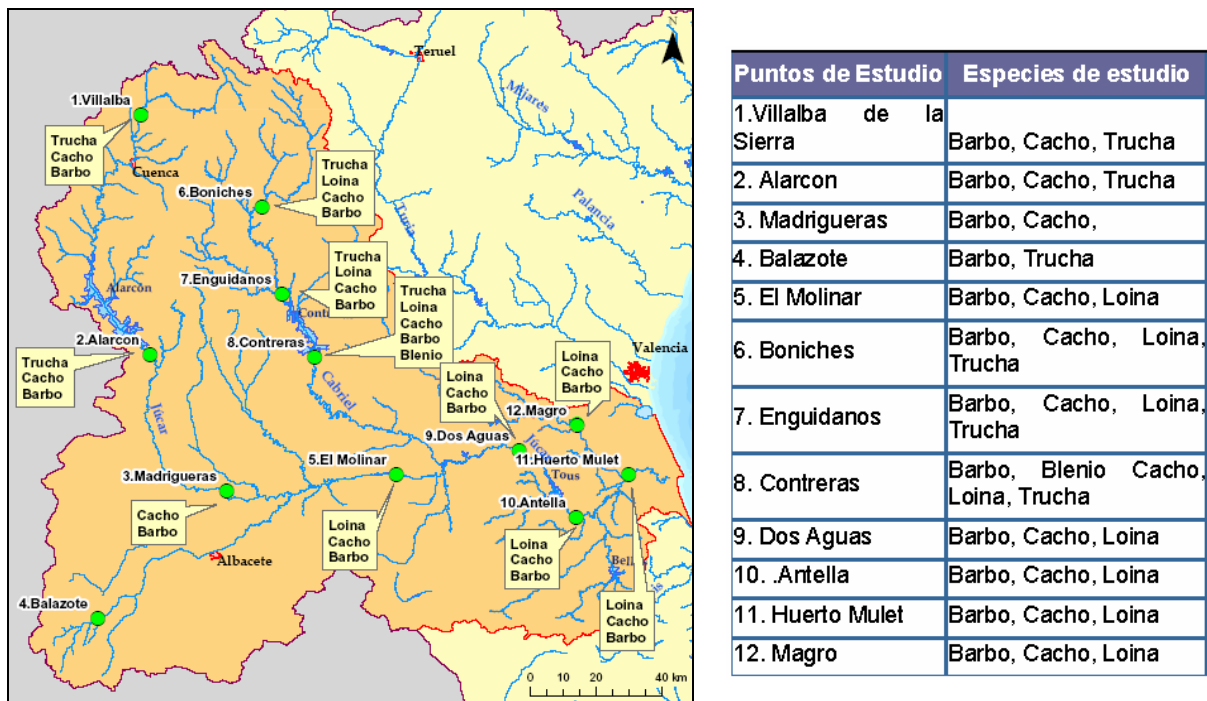 N
Teruel
Mijares
1.Villalba
Trucha
Cacho
Barbo
Cuenca
6.Boniches
Trucha
Loina
Cacho
Barbo
Turia
Palancia
7.Enguidanos
Trucha
Loina
Cacho
Barbo
Alarcón
Trucha
Loina
Cacho
Barbo
Blenio
2.Alarcon
8.Contreras
Valencia
Trucha
Cacho
Barbo
Cabriel
Loina
Cacho
Barbo
Loina
Cacho
Barbo
Júcar
12.Magro
9.Dos Aguas
Júcar
3.Madrigueras
5.El Molinar
11.Huerto Mulet
Tous
Cacho
Barbo
10.Antella
Loina
Cacho
Barbo
Loina
Cacho
Barbo
Albacete
Loina
Cacho
Barbo
4.Balazote
0 10 20 40 km
Puntos de Estudio Especies de estudio
1.Villalba de la
Sierra Barbo, Cacho, Trucha
2. Alarcon Barbo, Cacho, Trucha
3. Madrigueras Barbo, Cacho,
4. Balazote Barbo, Trucha
5. El Molinar Barbo, Cacho, Loina
6. Boniches Barbo, Cacho, Loina,
Trucha
7. Enguidanos Barbo, Cacho, Loina,
Trucha
8. Contreras Barbo, Blenio Cacho,
Loina, Trucha
9. Dos Aguas Barbo, Cacho, Loina
10. .Antella Barbo, Cacho, Loina
11. Huerto Mulet Barbo, Cacho, Loina
12. Magro Barbo, Cacho, Loina